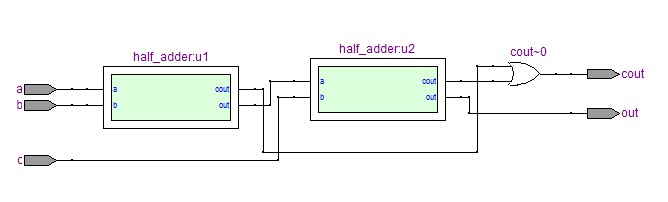 half_adder:u1
half_adder:u2
cout~0
a
b
c
a
b
cout
out
a
b
cout
out
cout
out